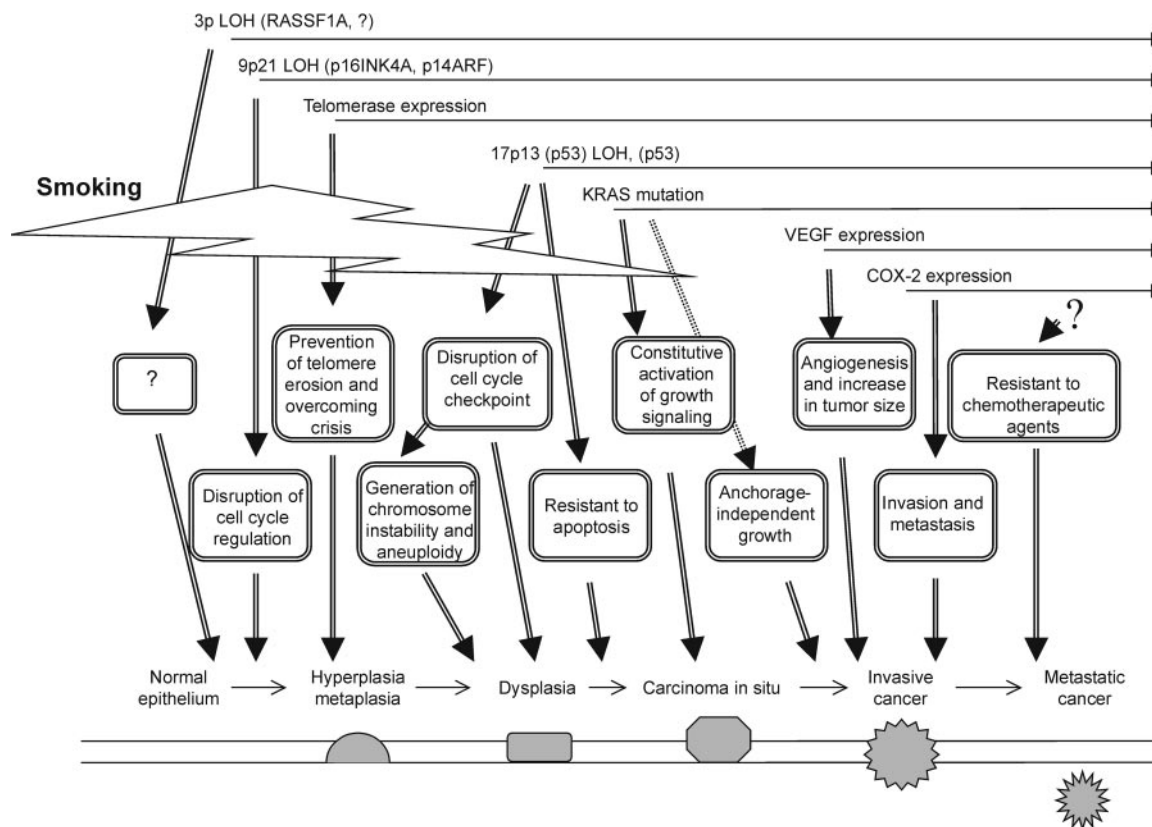 3p LOH (RASSF1A, ?)
9p21 LOH (p16INK4A, p14ARF)
Telomerase expression
17p13 (p53) LOH, (p53)
Smoking
KRAS mutation
VEGF expression
COX-2 expression
?
?
Prevention
of telomere
erosion and
overcoming
crisis
Disruption of
cell cycle
checkpoint
Constitutive
activation
of growth
signaling
Angiogenesis
and increase
in tumor size
Resistant to
chemotherapeutic
agents
Disruption of
cell cycle
regulation
Generation of
chromosome
instability and
aneuploidy
Resistant to
apoptosis
Anchorage-
independent
growth
Invasion and
metastasis
Normal
epithelium
Hyperplasia
metaplasia
Dysplasia
Carcinoma in situ
Invasive
cancer
Metastatic
cancer